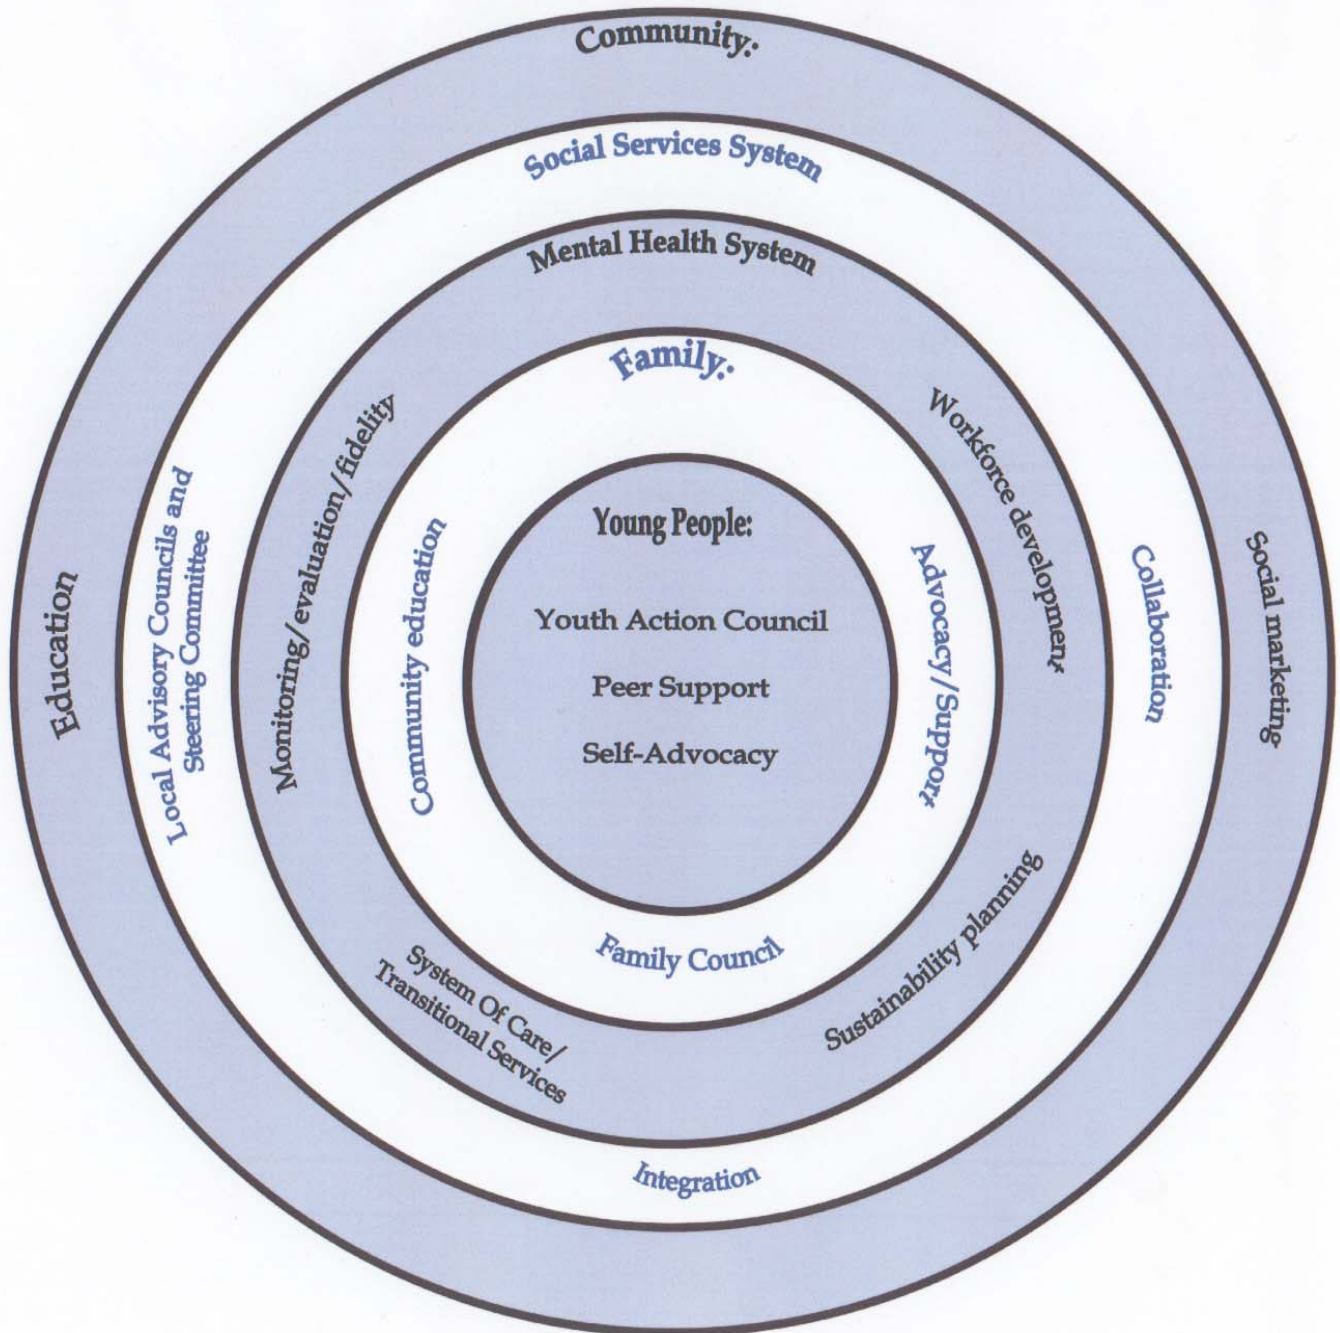 Community:
Social Services System
Mental Health System
Family:
Young People:
Youth Action Council
Peer Support
Self-Advocacy
Community education
Advocacy/Support
Family Council
Monitoring/evaluation/fidelity
Workforce development
System Of Care/
Transitional Services
Sustainability planning
Local Advisory Councils and
Steering Committee
Collaboration
Integration
Education
Social marketing